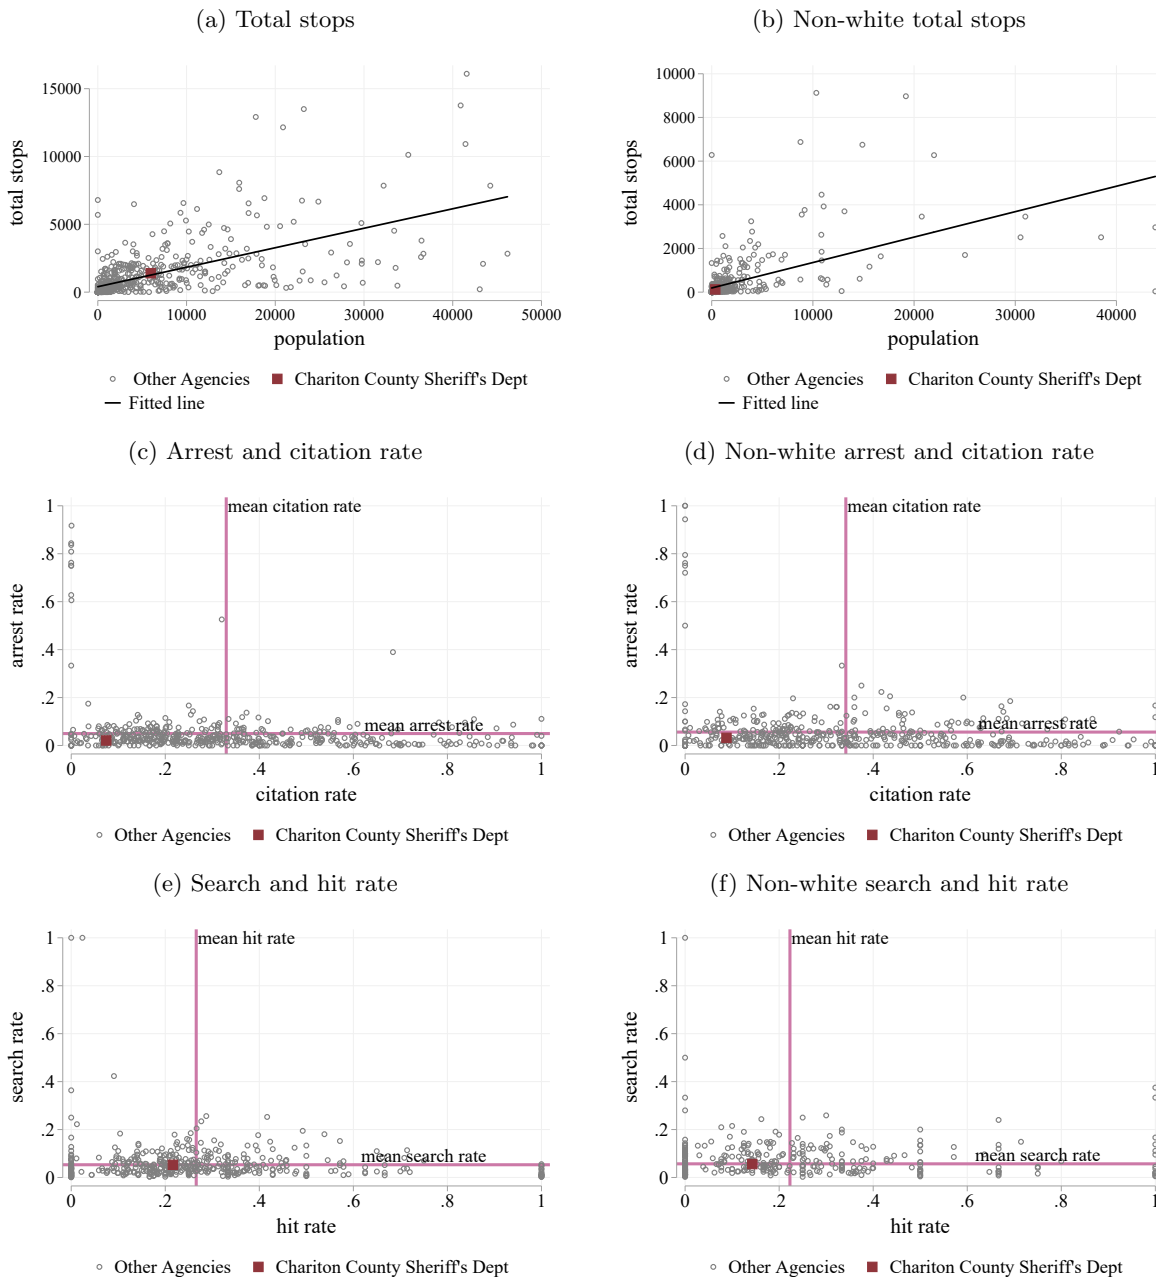 (a) Total stops
(b) Non-white total stops
15000
10000
5000
0
total stops
0 10000 20000 30000 40000 50000
population
Other Agencies Chariton County Sheriff's Dept
Fitted line
10000
8000
6000
4000
2000
0
total stops
0 10000 20000 30000 40000
population
Other Agencies Chariton County Sheriff's Dept
Fitted line
(c) Arrest and citation rate
(d) Non-white arrest and citation rate
1
.8
.6
.4
.2
0
arrest rate
mean citation rate
mean arrest rate
0 .2 .4 .6 .8 1
citation rate
Other Agencies Chariton County Sheriff's Dept
1
.8
.6
.4
.2
0
arrest rate
mean citation rate
mean arrest rate
0 .2 .4 .6 .8 1
citation rate
Other Agencies Chariton County Sheriff's Dept
(e) Search and hit rate
(f) Non-white search and hit rate
1
.8
.6
.4
.2
0
search rate
mean hit rate
mean search rate
0 .2 .4 .6 .8 1
hit rate
Other Agencies Chariton County Sheriff's Dept
1
.8
.6
.4
.2
0
search rate
mean hit rate
mean search rate
0 .2 .4 .6 .8 1
hit rate
Other Agencies Chariton County Sheriff's Dept